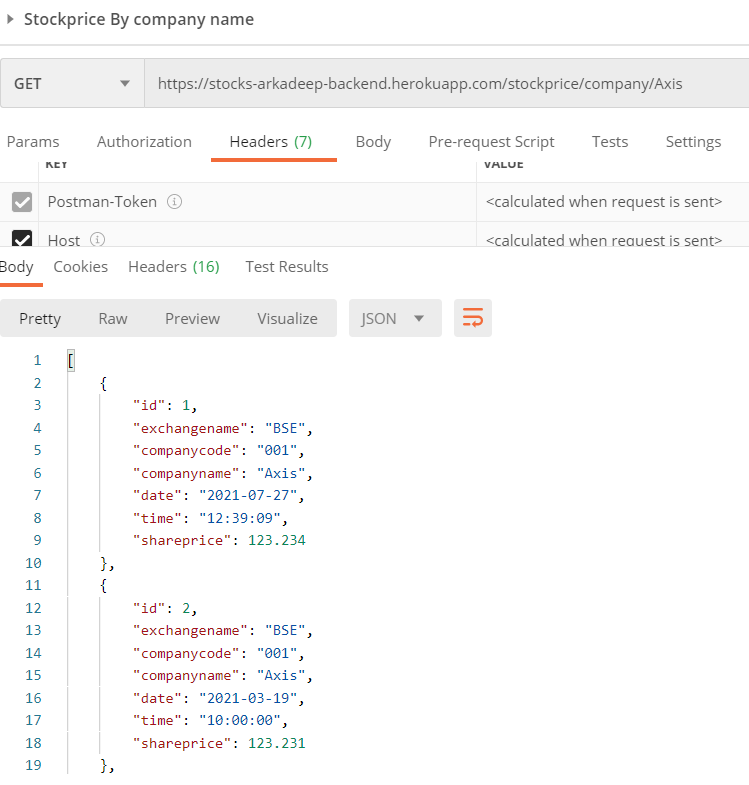 Stockprice By company name
GET https://stocks-arkadeep-backend.herokuapp.com/stockprice/company/Axis
Params Authorization Headers (7) Body Pre-request Script Tests Settings
KEY VALUE
Postman-Token <calculated when request is sent>
Host <calculated when request is sent>
Body Cookies Headers (16) Test Results
Pretty Raw Preview Visualize JSON
1 [
2 {
3 "id": 1,
4 "exchangename": "BSE",
5 "companycode": "001",
6 "companyname": "Axis",
7 "date": "2021-07-27",
8 "time": "12:39:09",
9 "shareprice": 123.234
10 },
11 {
12 "id": 2,
13 "exchangename": "BSE",
14 "companycode": "001",
15 "companyname": "Axis",
16 "date": "2021-03-19",
17 "time": "10:00:00",
18 "shareprice": 123.231
19 },